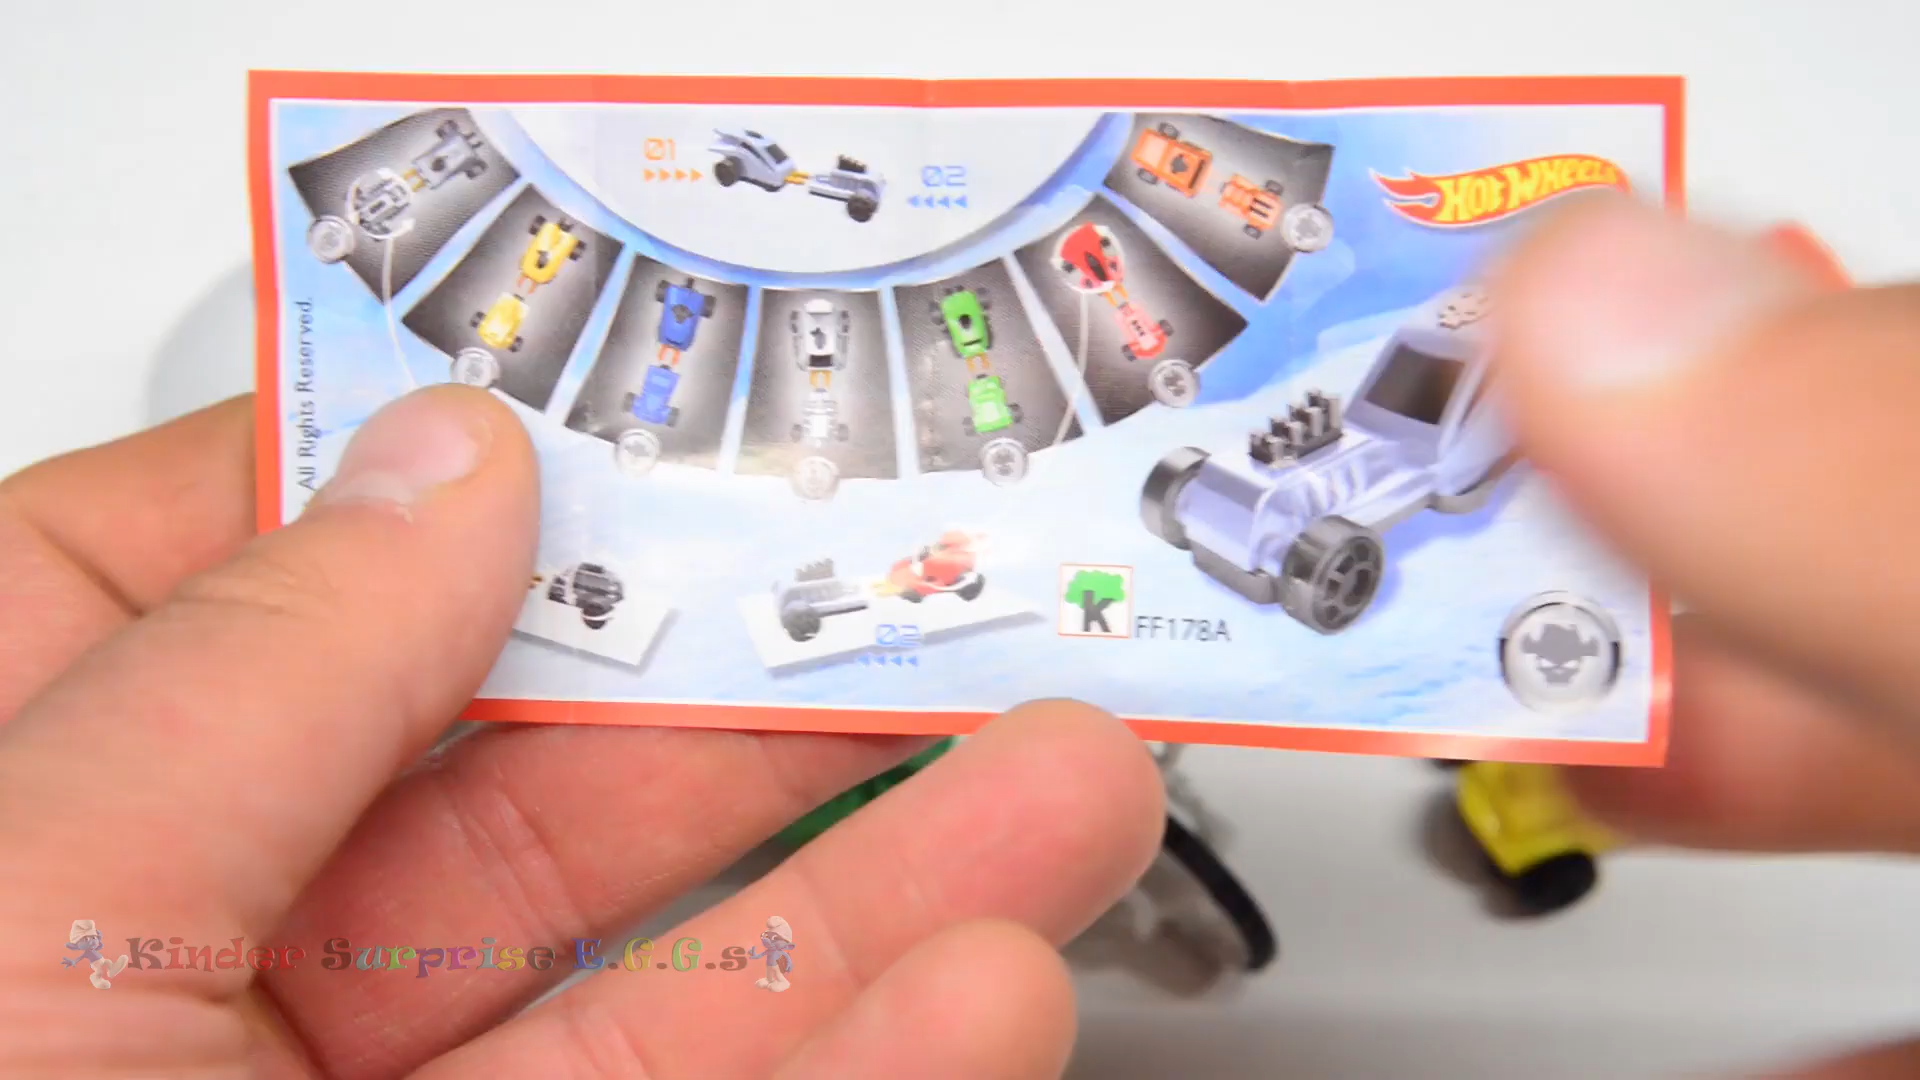 01
02
HOT WHEELS
All Rights Reserved.
02
K
FF178A
Kinder Surprise E.G.G.s